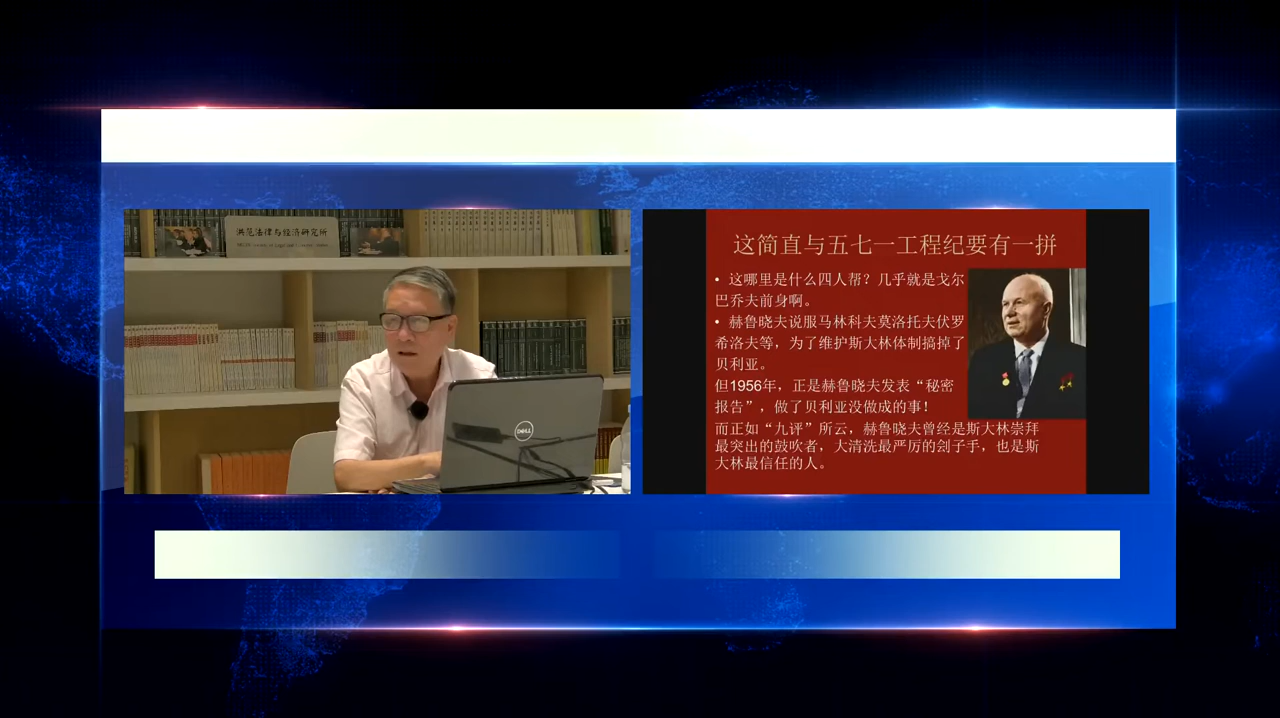 洪范法律与经济研究所
DELL
这简直与五七一工程纪要有一拼
• 这哪里是什么四人帮？几乎就是戈尔
巴乔夫前身啊。
• 赫鲁晓夫说服马林科夫莫洛托夫伏罗
希洛夫等，为了维护斯大林体制搞掉了
贝利亚。
但1956年，正是赫鲁晓夫发表“秘密
报告”，做了贝利亚没做成的事！
而正如“九评”所云，赫鲁晓夫曾经是斯大林崇拜
最突出的鼓吹者，大清洗最严厉的刽子手，也是斯
大林最信任的人。